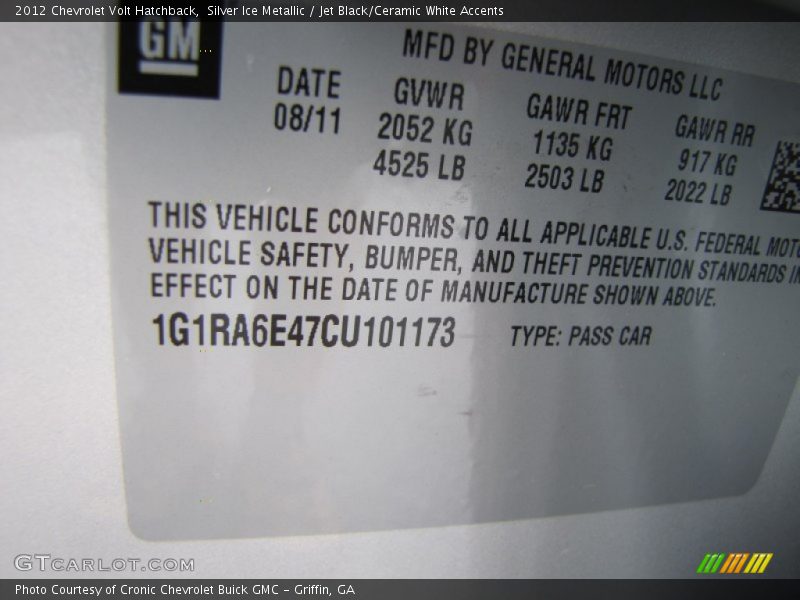 2012 Chevrolet Volt Hatchback, Silver Ice Metallic / Jet Black/Ceramic White Accents
GM
MFD BY GENERAL MOTORS LLC
DATE GVWR GAWR FRT GAWR RR
08/11 2052 KG 1135 KG 917 KG
4525 LB 2503 LB 2022 LB
THIS VEHICLE CONFORMS TO ALL APPLICABLE U.S. FEDERAL MOTO
VEHICLE SAFETY, BUMPER, AND THEFT PREVENTION STANDARDS IN
EFFECT ON THE DATE OF MANUFACTURE SHOWN ABOVE.
1G1RA6E47CU101173 TYPE: PASS CAR
GTCARLOT.COM
Photo Courtesy of Cronic Chevrolet Buick GMC - Griffin, GA